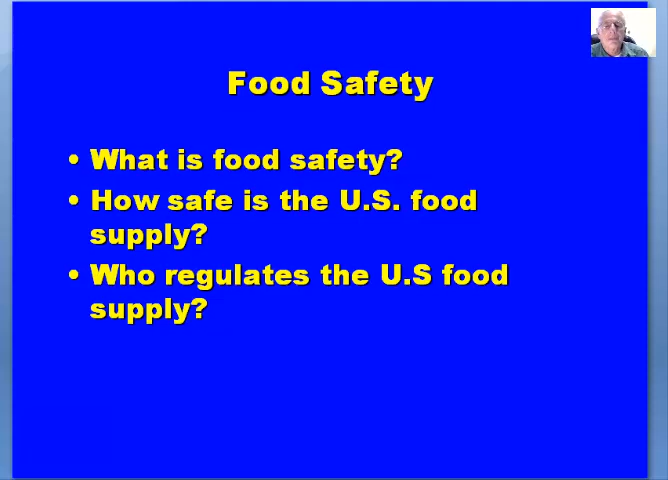 Food Safety
• What is food safety?
• How safe is the U.S. food
supply?
• Who regulates the U.S food
supply?